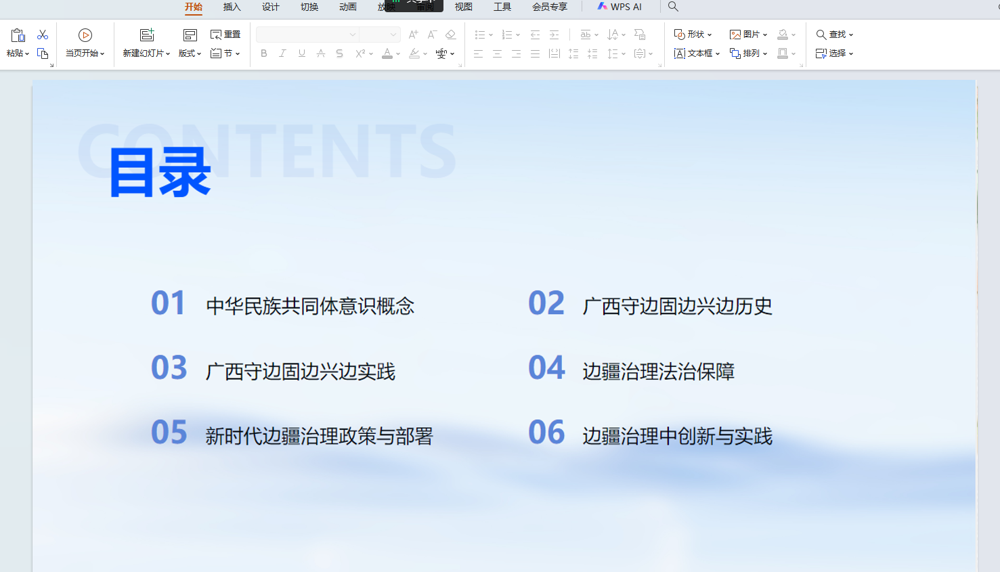 开始 插入 设计 切换 动画 放映 审阅 视图 工具 会员专享 WPS AI
重置 形状 图片 查找
粘贴 当页开始 新建幻灯片 版式 节 文本框 排列 选择
CONTENTS
目录
01 中华民族共同体意识概念
02 广西守边固边兴边历史
03 广西守边固边兴边实践
04 边疆治理法治保障
05 新时代边疆治理政策与部署
06 边疆治理中创新与实践